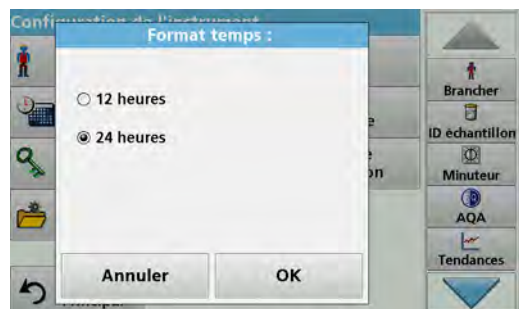 Format temps :
12 heures
24 heures
Annuler
OK
Brancher
ID échantillon
Minuteur
AQA
Tendances